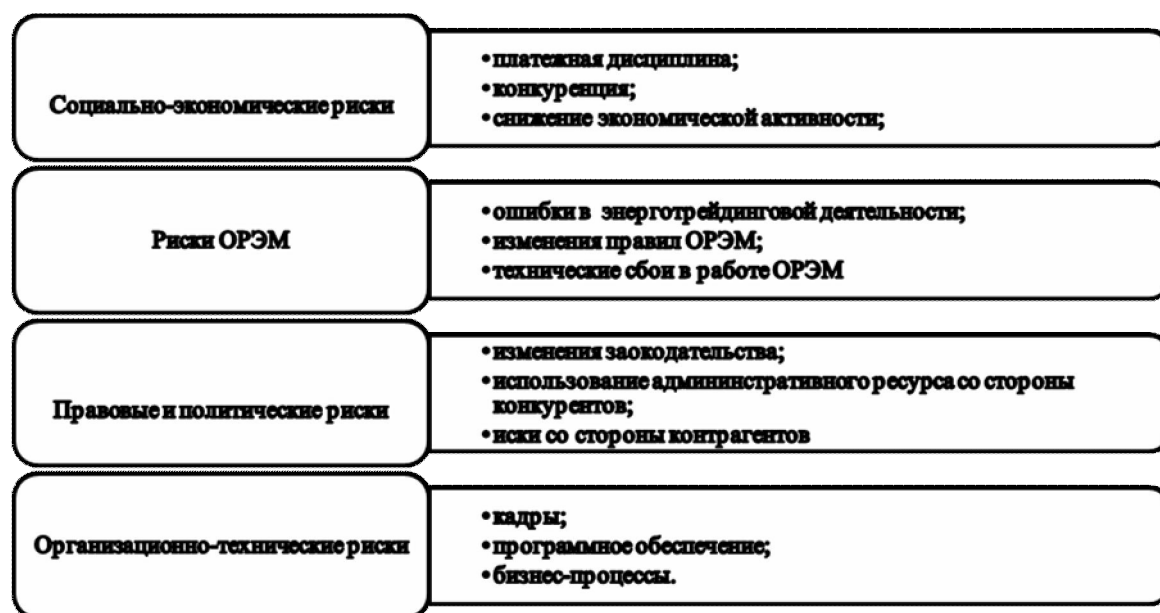 Социально-экономические риски
• платежная дисциплина;
• конкуренция;
• снижение экономической активности;
Риски ОРЭМ
• ошибки в энерготрейдинговой деятельности;
• изменения правил ОРЭМ;
• технические сбои в работе ОРЭМ
Правовые и политические риски
• изменения заокодательства;
• использование админинстративного ресурса со стороны
конкурентов;
• иски со стороны контрагентов
Организационно-технические риски
• кадры;
• программное обеспечение;
• бизнес-процессы.